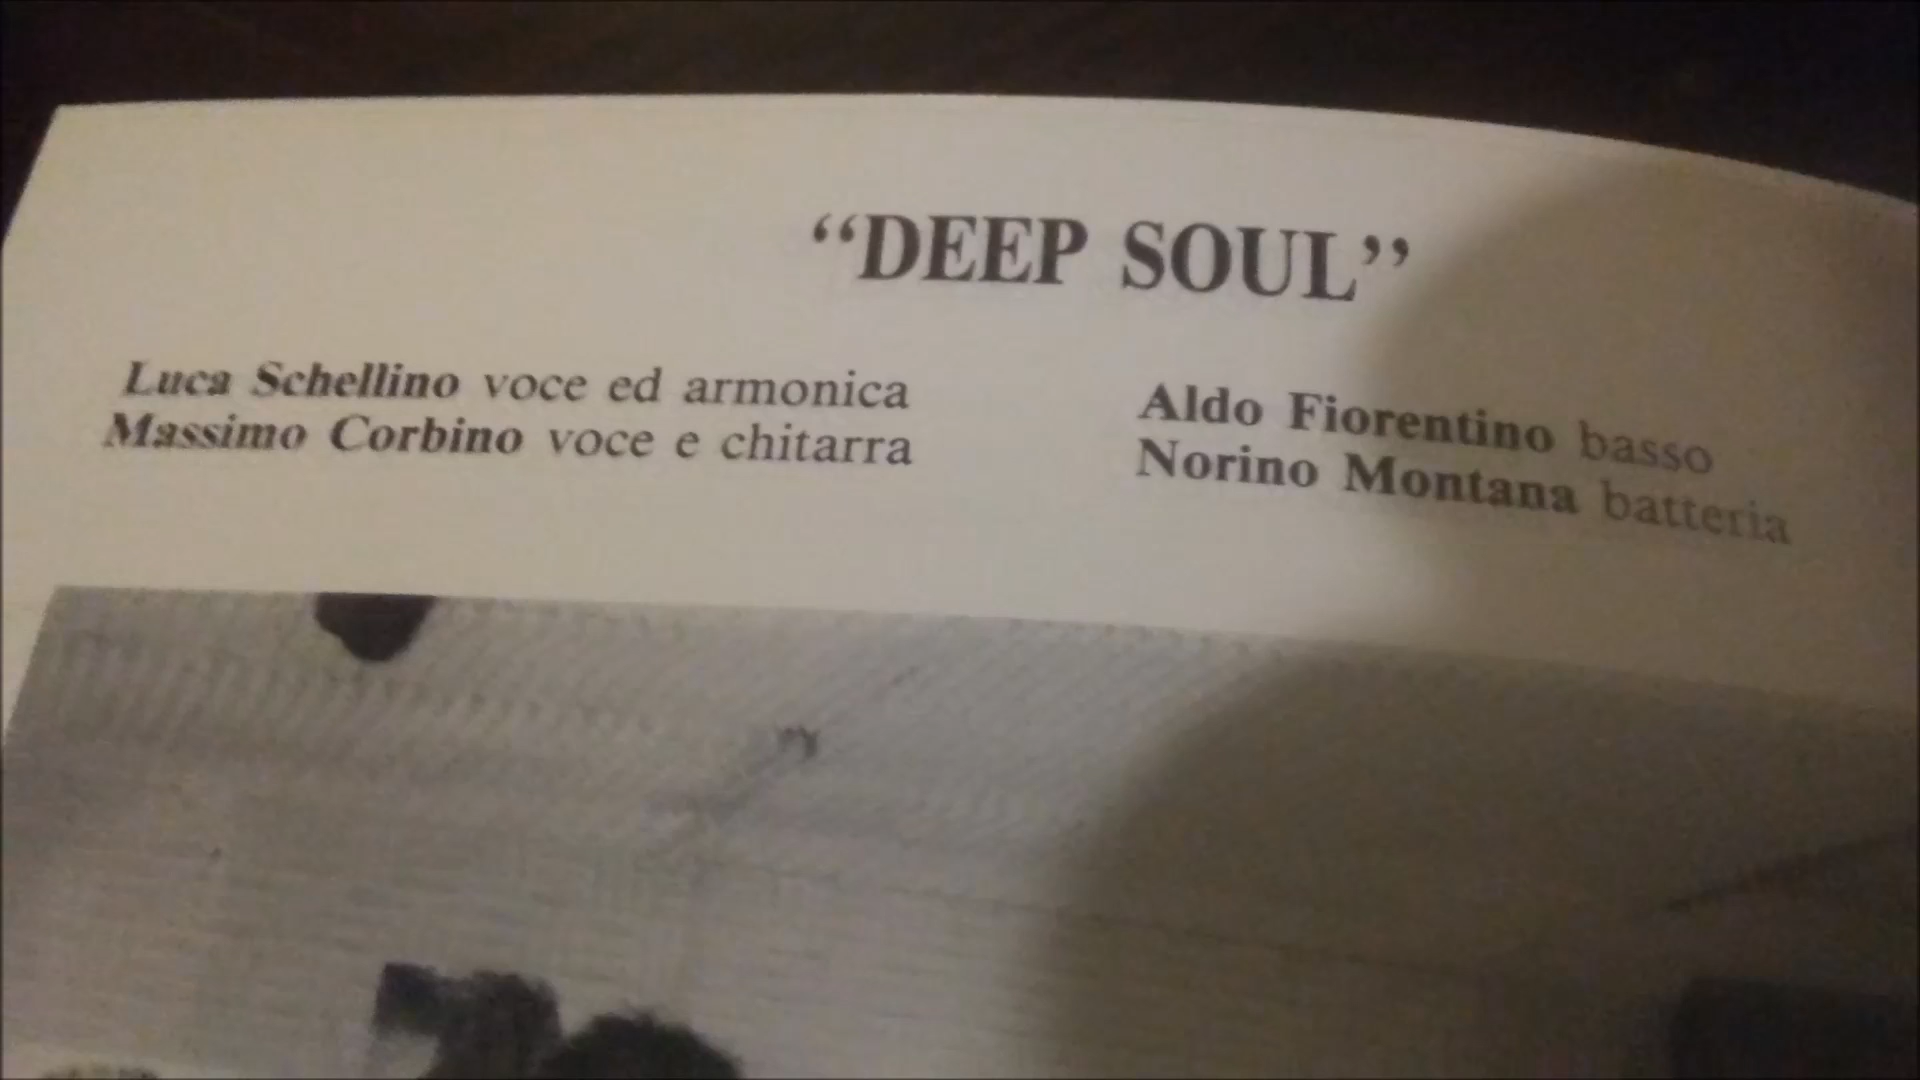 “DEEP SOUL”
Luca Schellino voce ed armonica
Massimo Corbino voce e chitarra
Aldo Fiorentino basso
Norino Montana batteria